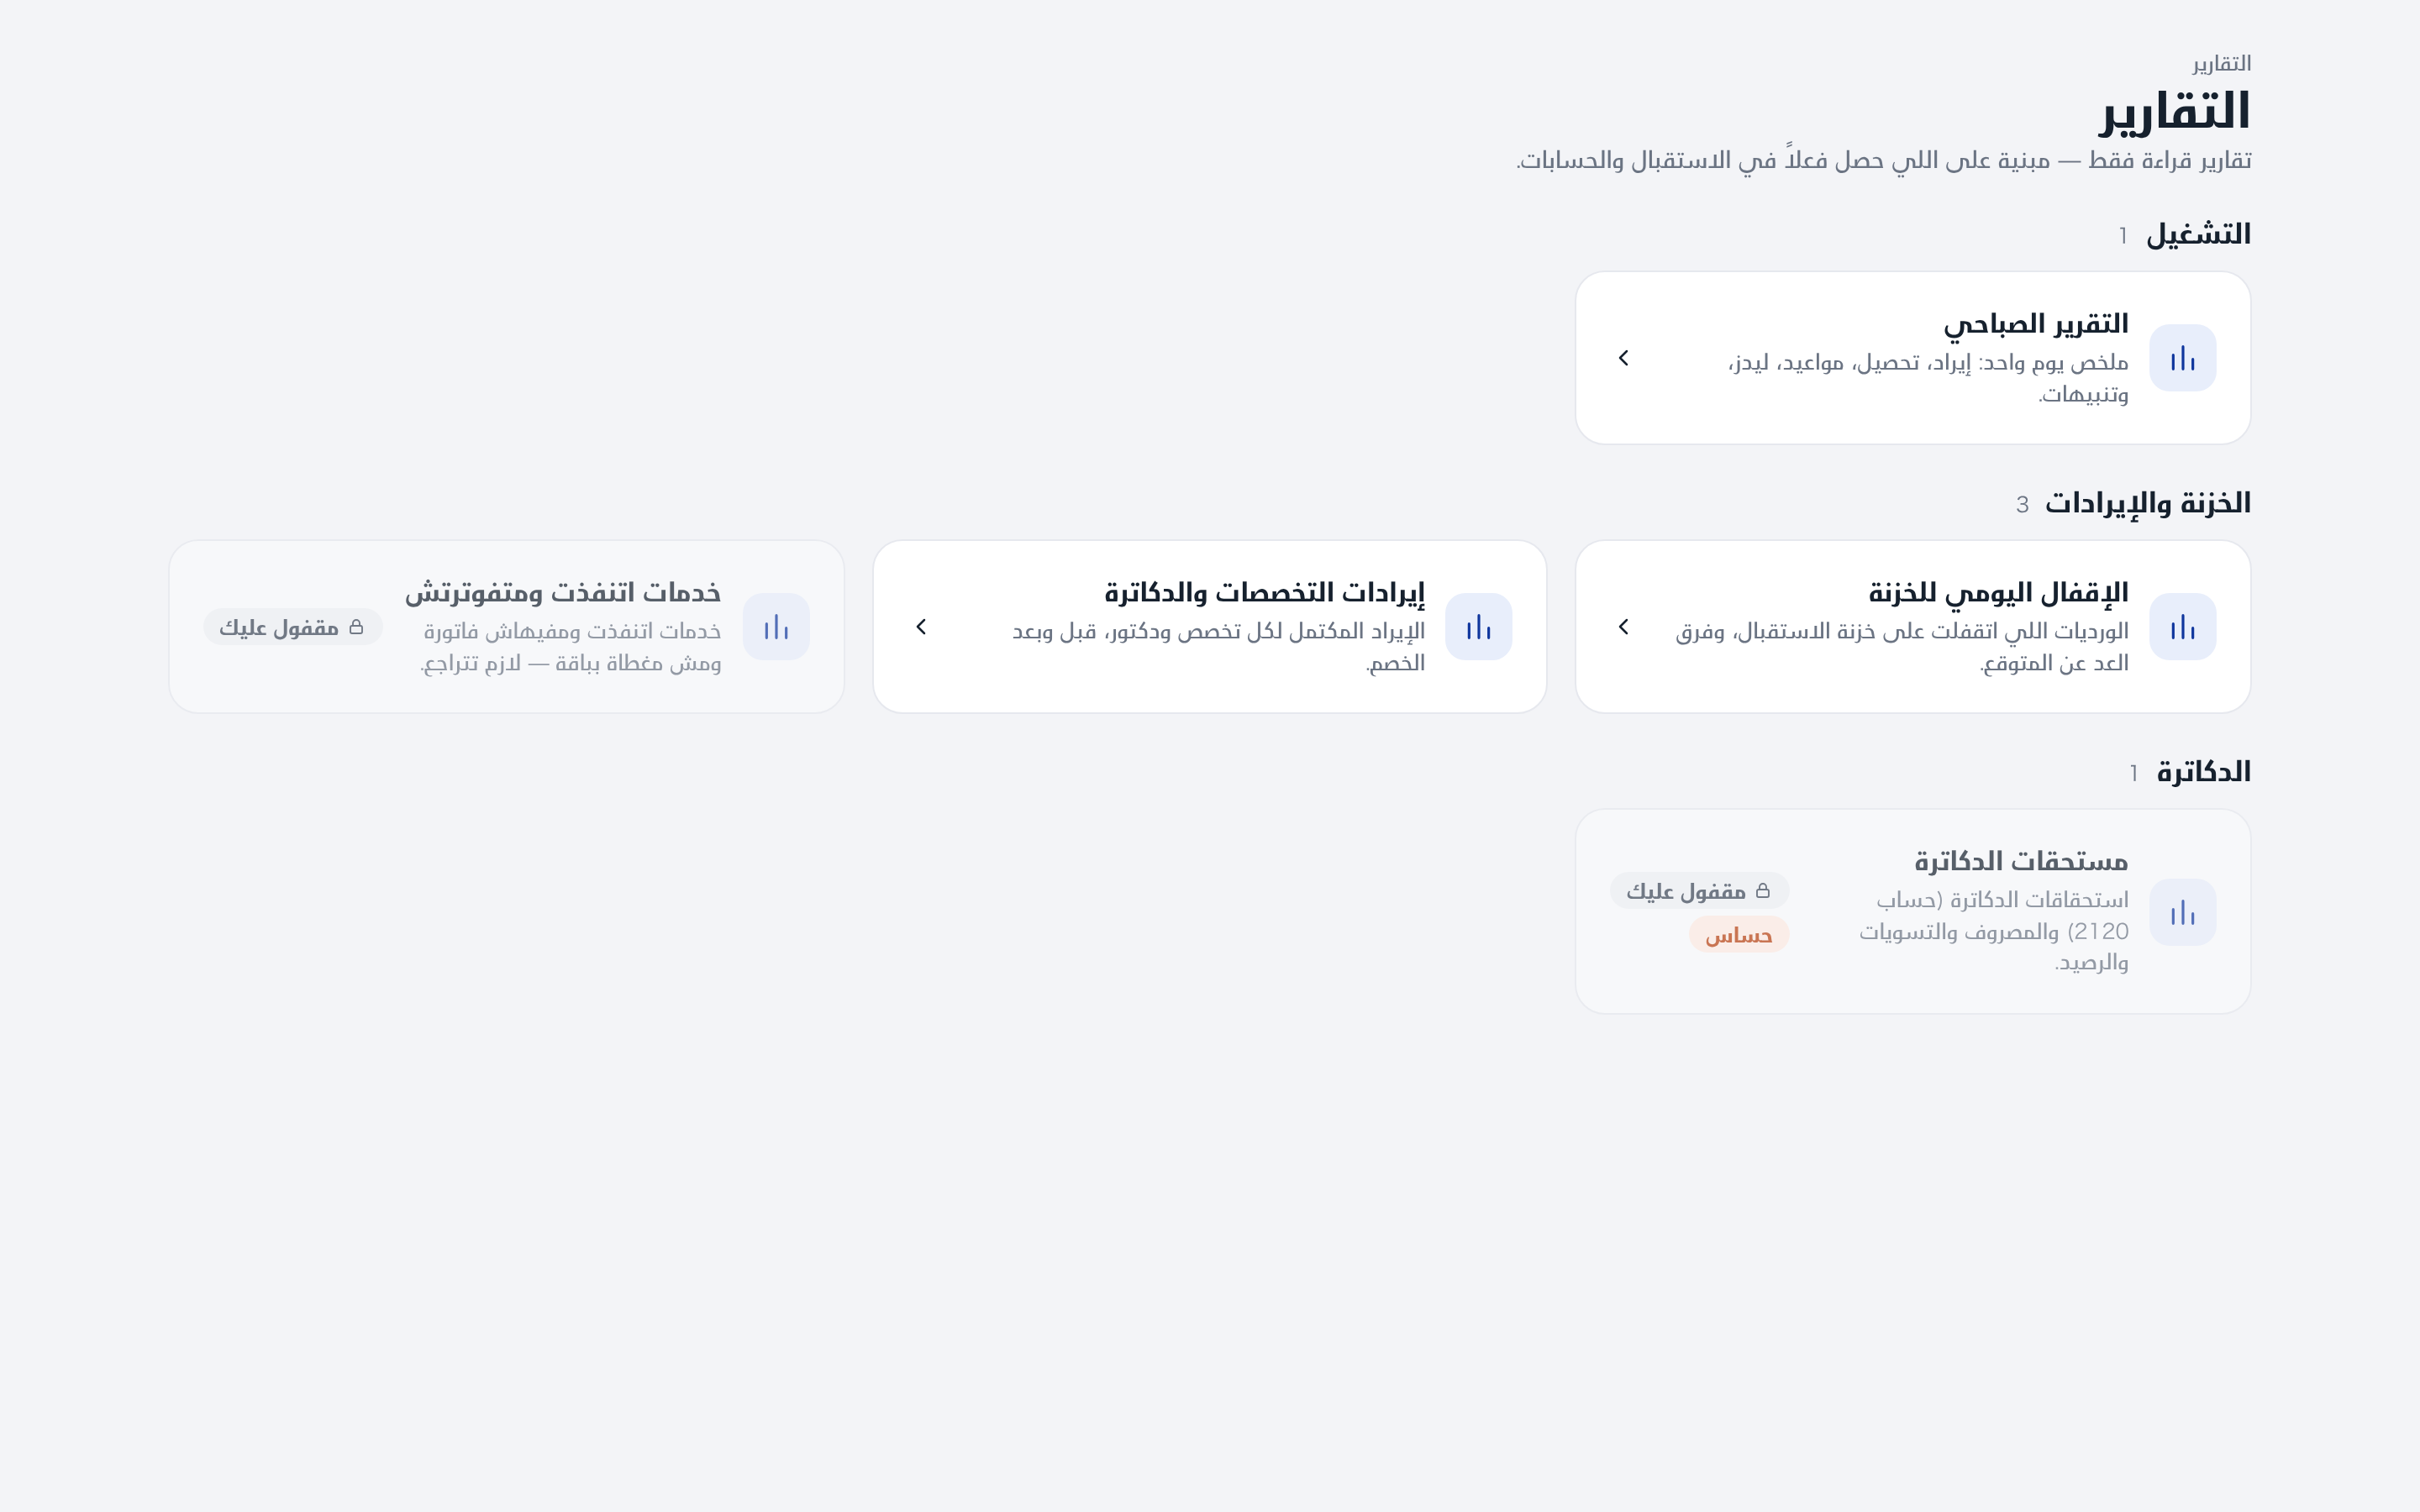 التقارير
التقارير
تقارير قراءة فقط — مبنية على اللي حصل فعلاً في الاستقبال والحسابات.
التشغيل 1
التقرير الصباحي
ملخص يوم واحد: إيراد، تحصيل، مواعيد، ليدز،
وتنبيهات.
الخزنة والإيرادات 3
الإقفال اليومي للخزنة
الورديات اللي اتقفلت على خزنة الاستقبال، وفرق
العد عن المتوقع.
إيرادات التخصصات والدكاترة
الإيراد المكتمل لكل تخصص ودكتور، قبل وبعد
الخصم.
خدمات اتنفذت ومتفوترتش
خدمات اتنفذت ومفيهاش فاتورة
ومش مغطاة بباقة — لازم تتراجع.
مقفول عليك
الدكاترة 1
مستحقات الدكاترة
استحقاقات الدكاترة (حساب
2120) والمصروف والتسويات
والرصيد.
مقفول عليك
حساس